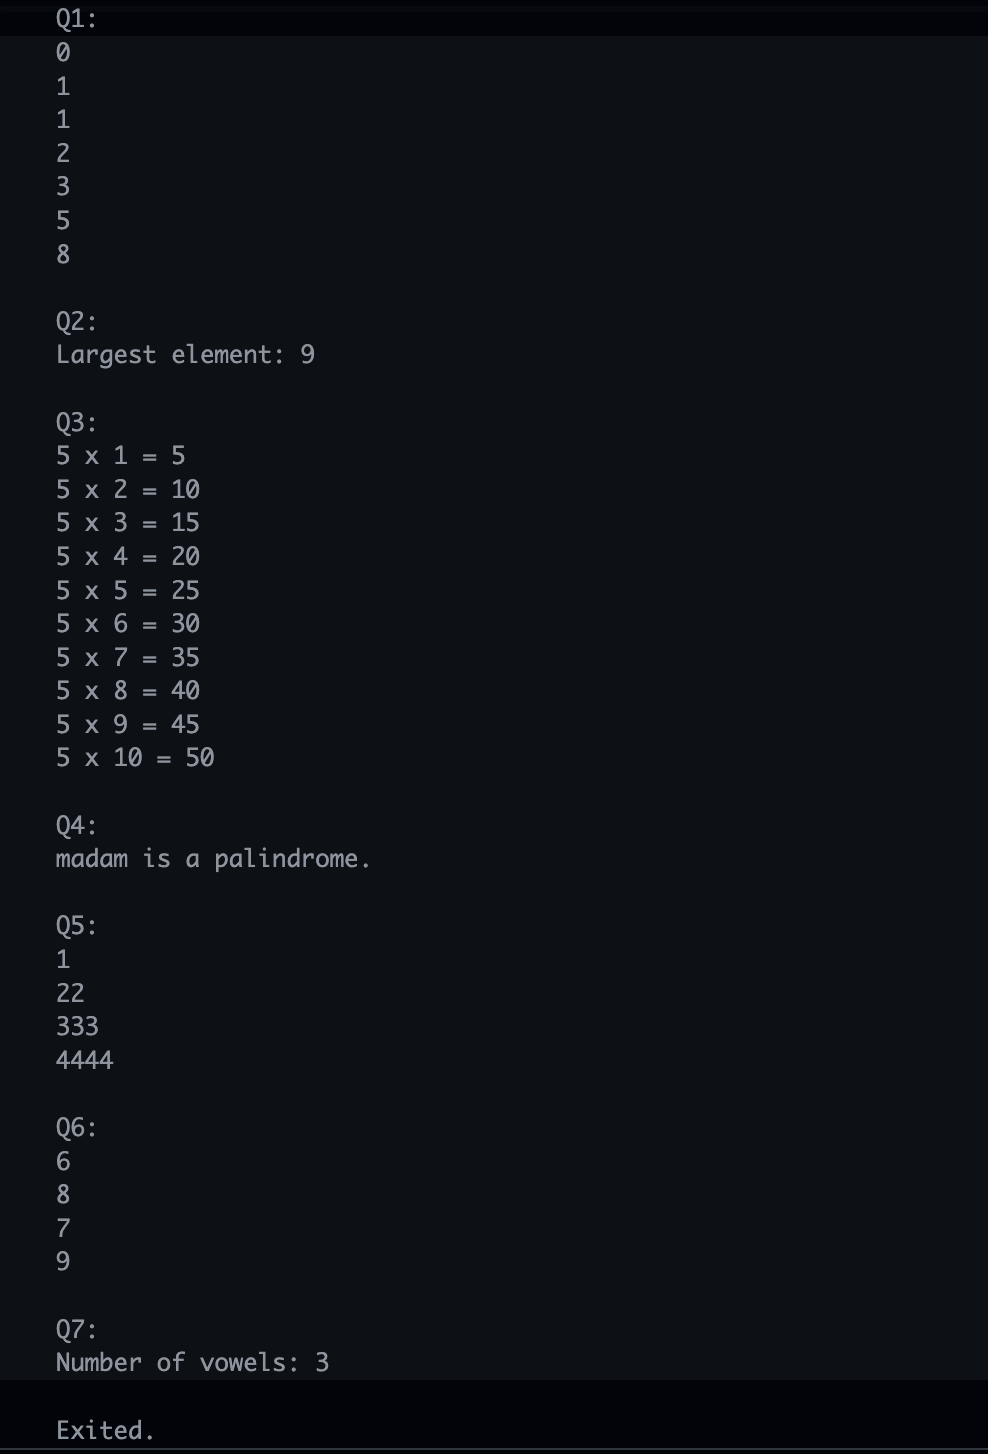 Q1:
0
1
1
2
3
5
8
Q2:
Largest element: 9
Q3:
5 x 1 = 5
5 x 2 = 10
5 x 3 = 15
5 x 4 = 20
5 x 5 = 25
5 x 6 = 30
5 x 7 = 35
5 x 8 = 40
5 x 9 = 45
5 x 10 = 50
Q4:
madam is a palindrome.
Q5:
1
22
333
4444
Q6:
6
8
7
9
Q7:
Number of vowels: 3
Exited.